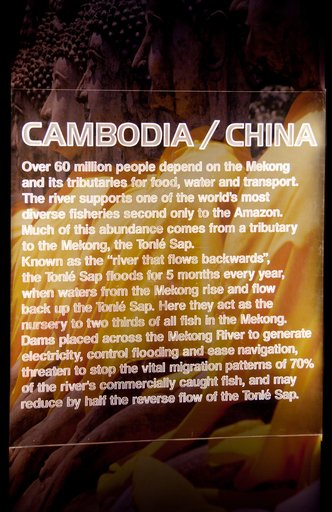 CAMBODIA / CHINA
Over 60 million people depend on the Mekong
and its tributaries for food, water and transport.
The river supports one of the world's most
diverse fisheries second only to the Amazon.
Much of this abundance comes from a tributary
to the Mekong, the Tonlé Sap.
Known as the "river that flows backwards",
the Tonlé Sap floods for 5 months every year,
when waters from the Mekong rise and flow
back up the Tonlé Sap. Here they act as the
nursery to two thirds of all fish in the Mekong.
Dams placed across the Mekong River to generate
electricity, control flooding and ease navigation,
threaten to stop the vital migration patterns of 70%
of the river's commercially caught fish, and may
reduce by half the reverse flow of the Tonlé Sap.